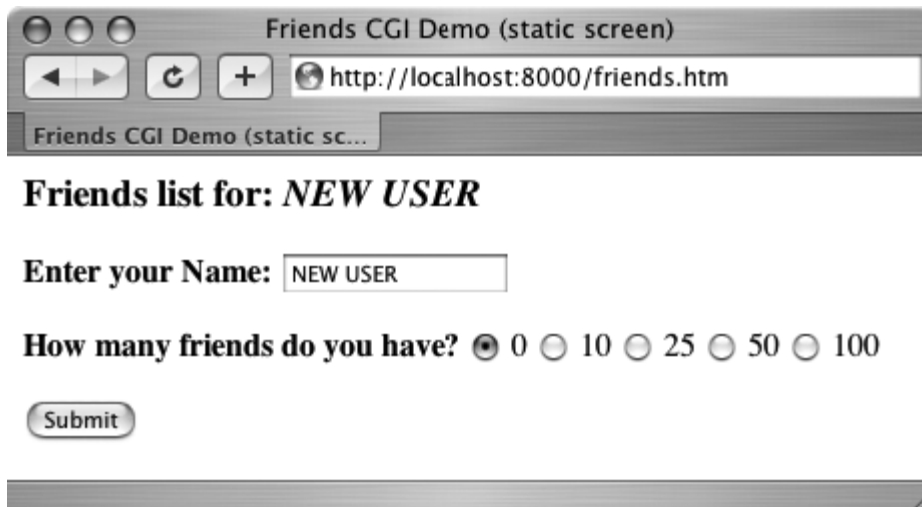 Friends CGI Demo (static screen)
http://localhost:8000/friends.htm
Friends CGI Demo (static sc...
Friends list for: NEW USER
Enter your Name: NEW USER
How many friends do you have? 0 10 25 50 100
Submit